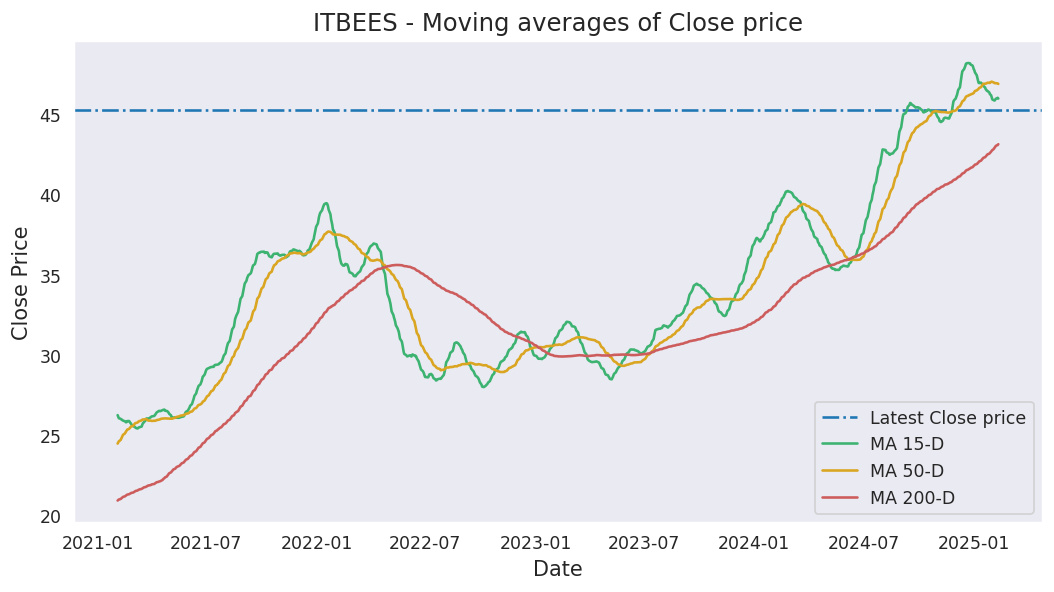 ITBEES - Moving averages of Close price
Close Price
45
40
35
30
25
20
Latest Close price
MA 15-D
MA 50-D
MA 200-D
2021-01 2021-07 2022-01 2022-07 2023-01 2023-07 2024-01 2024-07 2025-01
Date